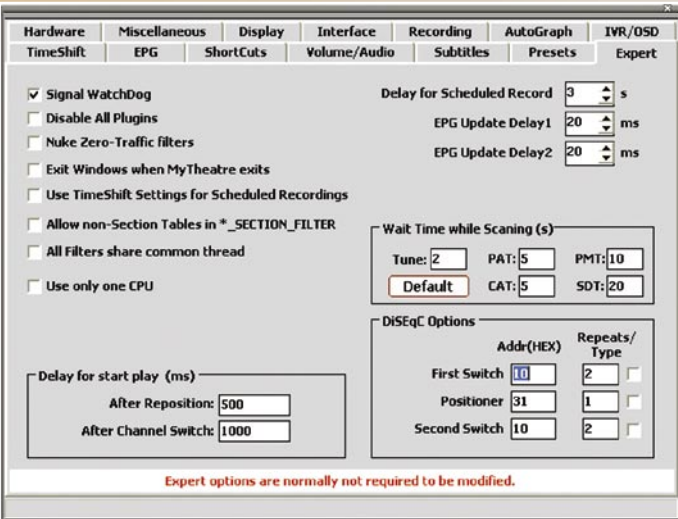 Hardware Miscellaneous Display Interface Recording AutoGraph IVR/OSD
TimeShift EPG ShortCuts Volume/Audio Subtitles Presets Expert
Signal WatchDog
Disable All Plugins
Nuke Zero-Traffic filters
Exit Windows when MyTheatre exits
Use TimeShift Settings for Scheduled Recordings
Allow non-Section Tables in *_SECTION_FILTER
All Filters share common thread
Use only one CPU
Delay for Scheduled Record 3 s
EPG Update Delay1 20 ms
EPG Update Delay2 20 ms
Wait Time while Scaning (s)
Tune: 2 PAT: 5 PMT: 10
Default CAT: 5 SDT: 20
DiSEqC Options
Addr(HEX) Repeats/
Type
First Switch 10 2
Positioner 31 1
Second Switch 10 2
Delay for start play (ms)
After Reposition: 500
After Channel Switch: 1000
Expert options are normally not required to be modified.